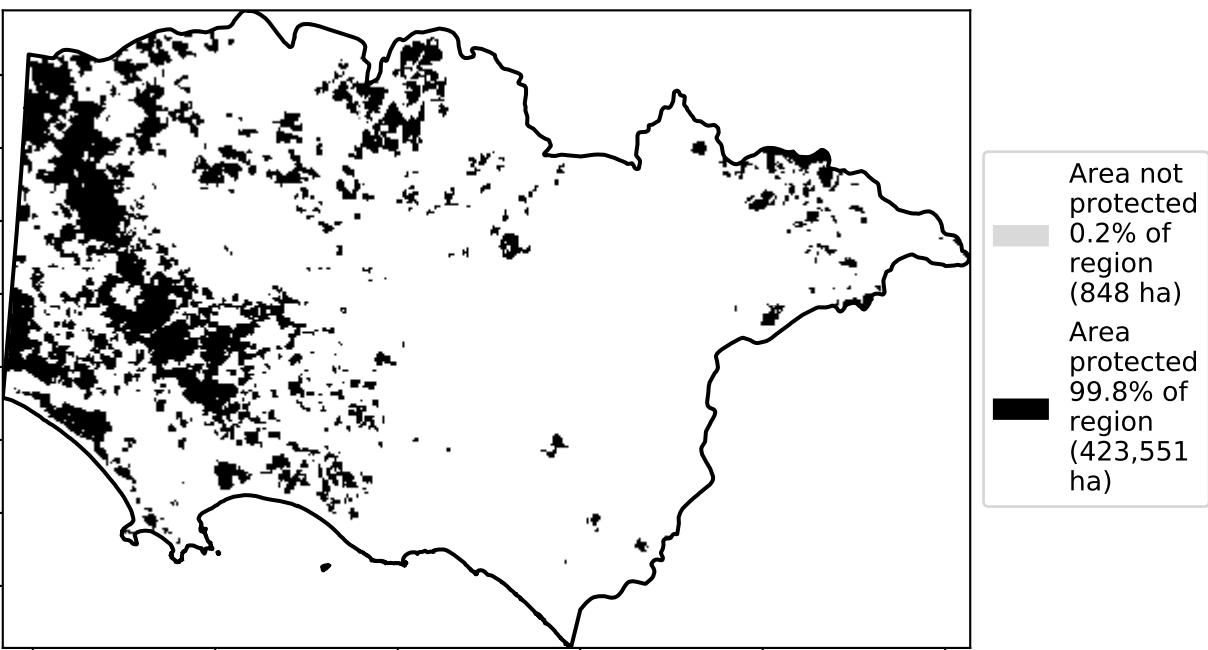 Area not
protected
0.2% of
region
(848 ha)
Area
protected
99.8% of
region
(423,551
ha)